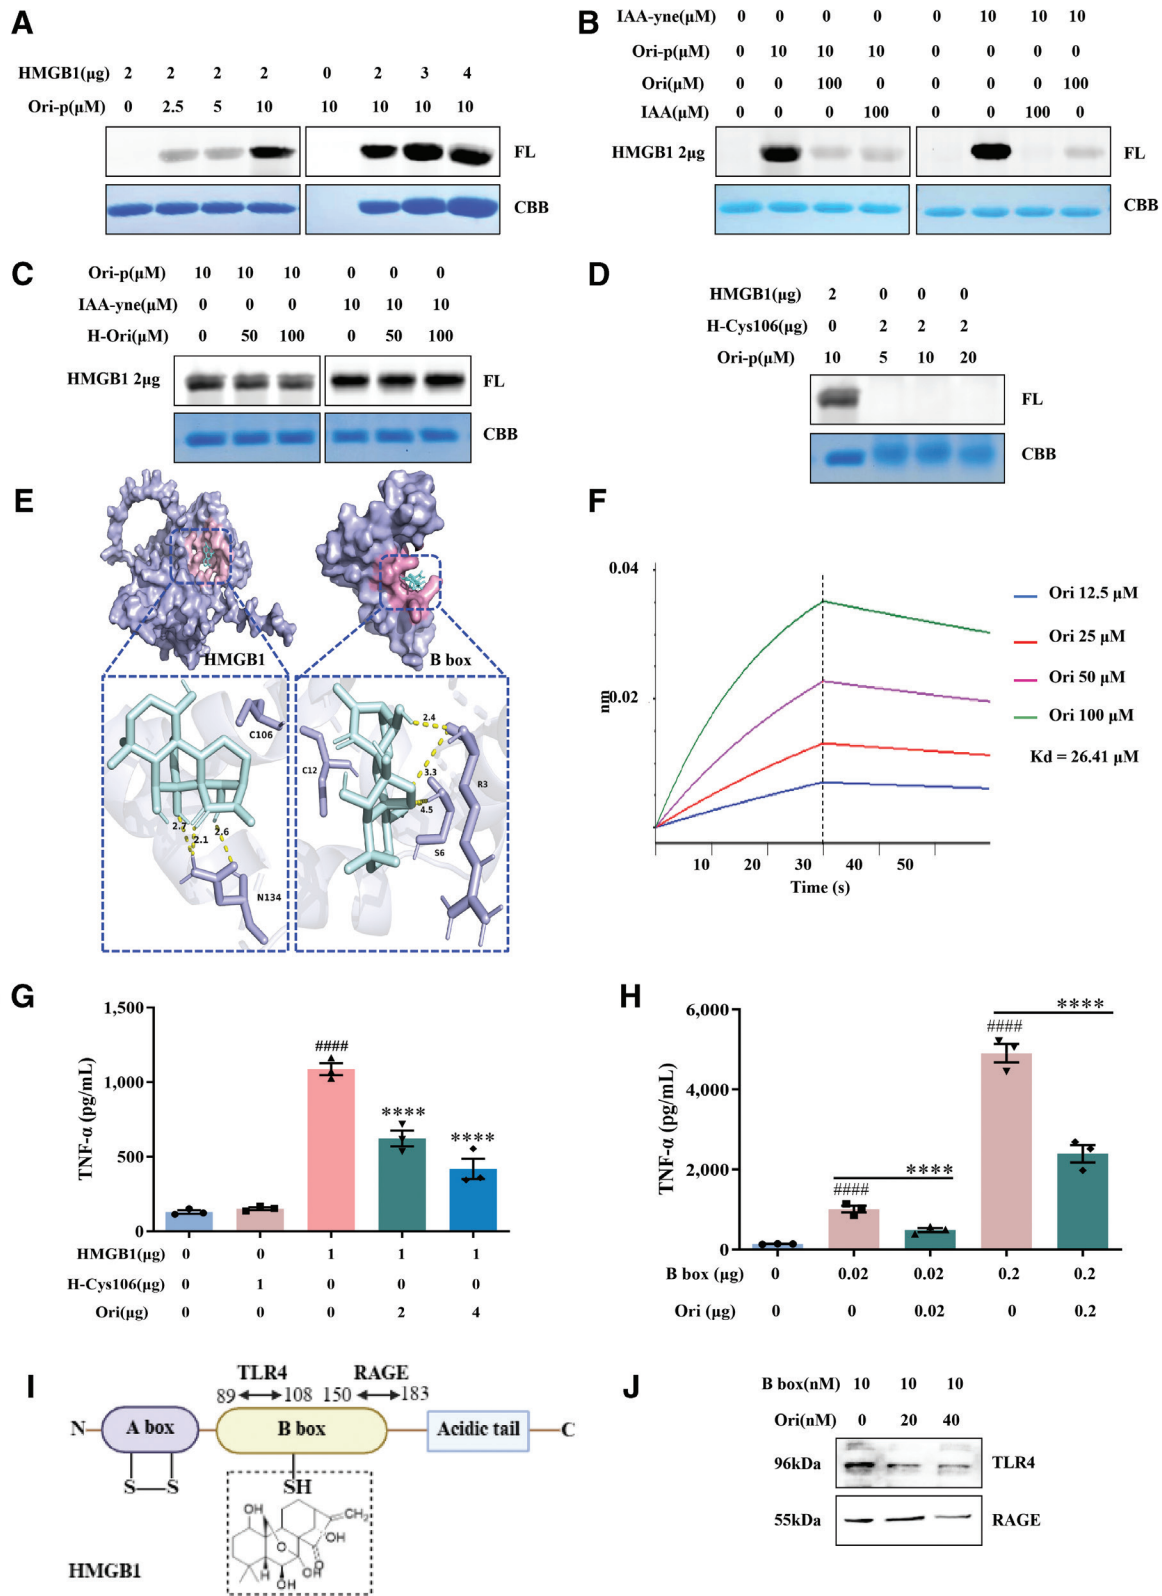 A
HMGB1(μg) 2 2 2 2 0 2 3 4
Ori-p(μM) 0 2.5 5 10 10 10 10 10
FL
CBB
B
IAA-yne(μM) 0 0 0 0 0 10 10 10
Ori-p(μM) 0 10 10 10 0 0 0 0
Ori(μM) 0 0 100 0 0 0 0 100
IAA(μM) 0 0 0 100 0 0 100 0
HMGB1 2μg
FL
CBB
C
Ori-p(μM) 10 10 10 0 0 0
IAA-yne(μM) 0 0 0 10 10 10
H-Ori(μM) 0 50 100 0 50 100
HMGB1 2μg
FL
CBB
D
HMGB1(μg) 2 0 0 0
H-Cys106(μg) 0 2 2 2
Ori-p(μM) 10 5 10 20
FL
CBB
E
HMGB1
B box
C106
2.7
2.1
2.6
N134
C12
2.4
3.3
4.5
R3
S6
F
0.04
0.02
nm
10 20 30 40 50
Time (s)
Ori 12.5 μM
Ori 25 μM
Ori 50 μM
Ori 100 μM
Kd = 26.41 μM
G
TNF-α (pg/mL)
1,500
1,000
500
0
####
****
****
HMGB1(μg) 0 0 1 1 1
H-Cys106(μg) 0 1 0 0 0
Ori(μg) 0 0 0 2 4
H
TNF-α (pg/mL)
6,000
4,000
2,000
0
####
****
####
****
B box (μg) 0 0.02 0.02 0.2 0.2
Ori (μg) 0 0 0.02 0 0.2
I
TLR4 RAGE
89 108 150 183
N A box B box Acidic tail C
S S SH
OH
CH₂
OH
O
O
OH
H
OH
HMGB1
J
B box(nM) 10 10 10
Ori(nM) 0 20 40
96kDa TLR4
55kDa RAGE